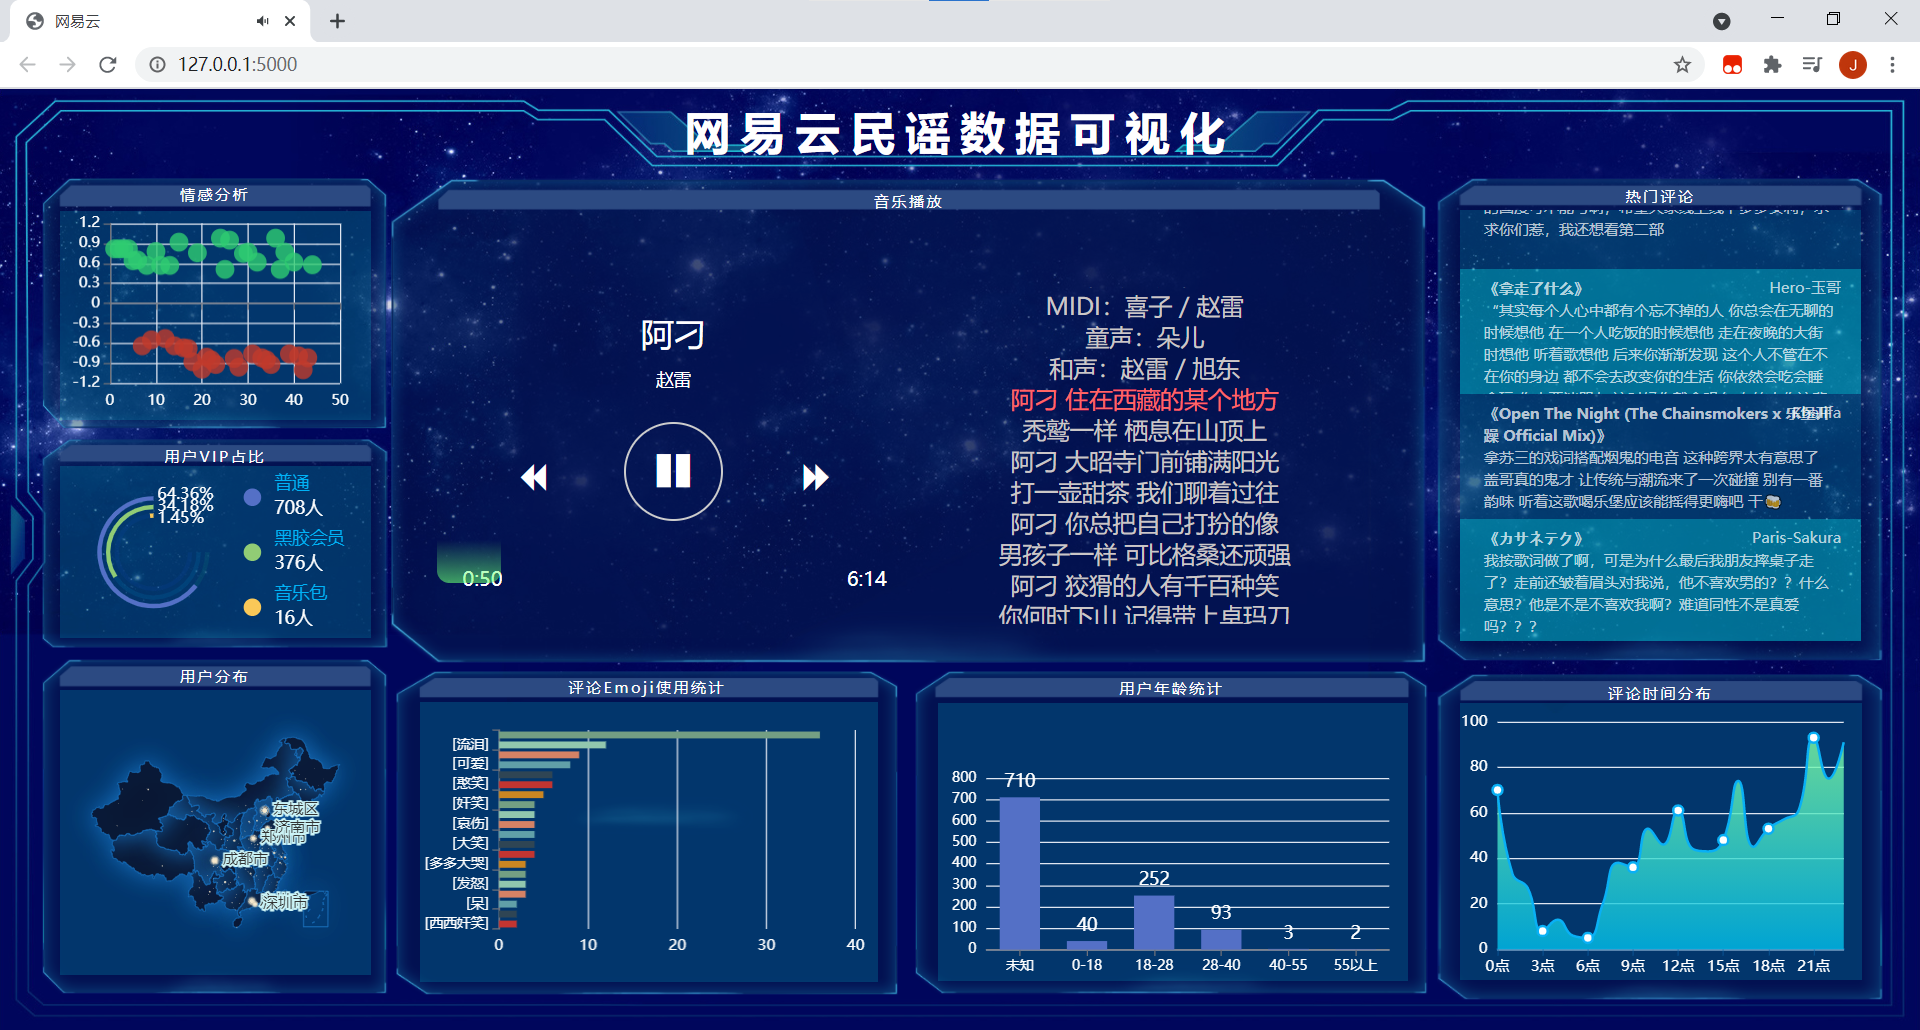 网易云
127.0.0.1:5000
J
网易云民谣数据可视化
情感分析
1.2
0.9
0.6
0.3
0
-0.3
-0.6
-0.9
-1.2
0 10 20 30 40 50
用户VIP占比
64.36%
34.18%
1.45%
普通
708人
黑胶会员
376人
音乐包
16人
用户分布
东城区
济南市
郑州市
成都市
深圳市
音乐播放
阿刁
赵雷
0:50
6:14
MIDI：喜子 / 赵雷
童声：朵儿
和声：赵雷 / 旭东
阿刁 住在西藏的某个地方
秃鹫一样 栖息在山顶上
阿刁 大昭寺门前铺满阳光
打一壶甜茶 我们聊着过往
阿刁 你总把自己打扮的像
男孩子一样 可比格桑还顽强
阿刁 狡猾的人有千百种笑
你何时下山 记得带上卓玛刀
评论Emoji使用统计
[流泪]
[可爱]
[憨笑]
[奸笑]
[哀伤]
[大笑]
[多多大哭]
[发怒]
[呆]
[西西奸笑]
0 10 20 30 40
用户年龄统计
800
700
600
500
400
300
200
100
0
710
40
252
93
3
2
未知 0-18 18-28 28-40 40-55 55以上
热门评论
求你们惹，我还想看第二部
《拿走了什么》 Hero-玉哥
“其实每个人心中都有个忘不掉的人 你总会在无聊的
时候想他 在一个人吃饭的时候想他 走在夜晚的大街
时想他 听着歌想他 后来你渐渐发现 这个人不管在不
在你的身边 都不会去改变你的生活 你依然会吃会睡
《Open The Night (The Chainsmokers x 乐堡开
躁 Official Mix)》
拿苏三的戏词搭配烟鬼的电音 这种跨界太有意思了
盖哥真的鬼才 让传统与潮流来了一次碰撞 别有一番
韵味 听着这歌喝乐堡应该能摇得更嗨吧 干🍻
《カサネテク》 Paris-Sakura
我按歌词做了啊，可是为什么最后我朋友摔桌子走
了？走前还皱着眉头对我说，他不喜欢男的？？什么
意思？他是不是不喜欢我啊？难道同性不是真爱
吗？？？
评论时间分布
100
80
60
40
20
0
0点 3点 6点 9点 12点 15点 18点 21点